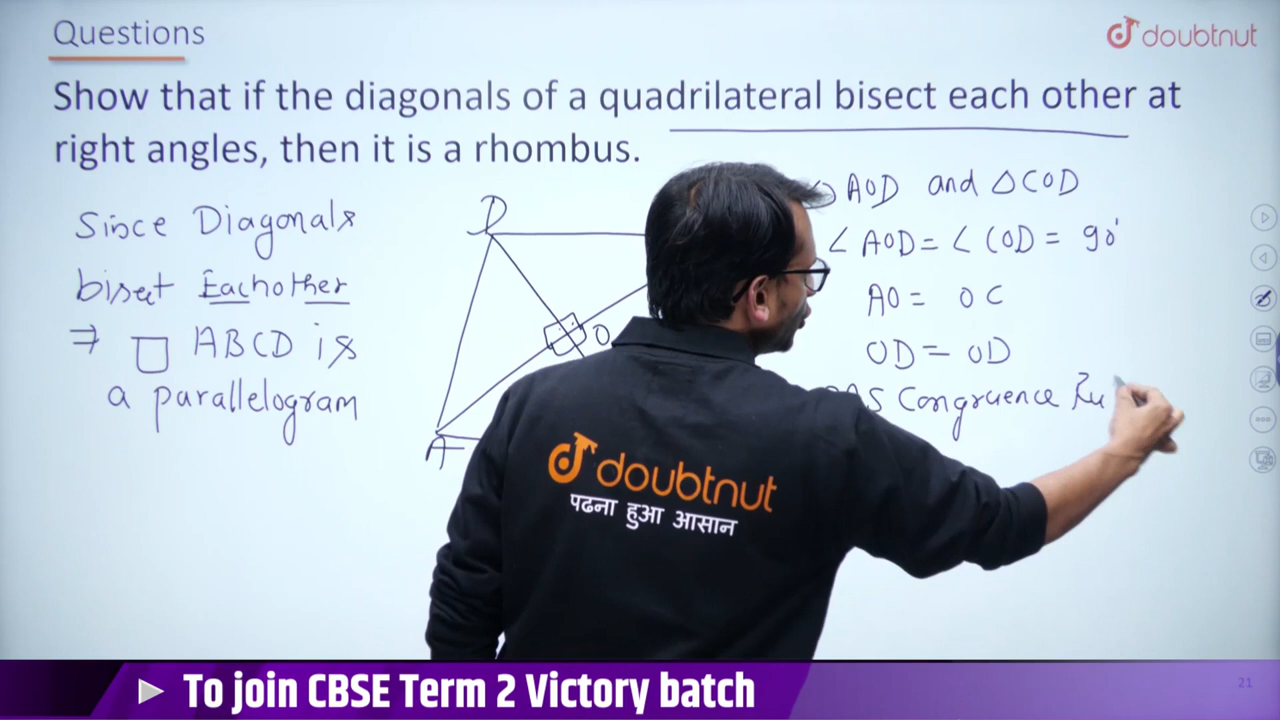 Questions
doubtnut
Show that if the diagonals of a quadrilateral bisect each other at
right angles, then it is a rhombus.
Since Diagonals
bisect Eachother
⇒ □ ABCD is
a parallelogram
D
O
A
AOD and △COD
∠AOD = ∠COD = 90°
AO = OC
OD = OD
Congruence Ru
doubtnut
पढना हुआ आसान
To join CBSE Term 2 Victory batch
21